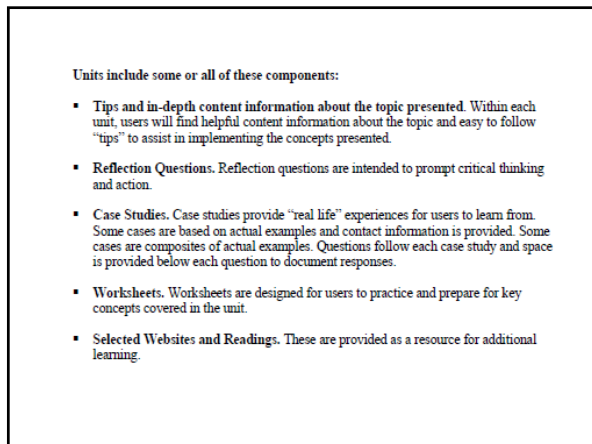 Units include some or all of these components:
▪ Tips and in-depth content information about the topic presented. Within each
unit, users will find helpful content information about the topic and easy to follow
“tips” to assist in implementing the concepts presented.
▪ Reflection Questions. Reflection questions are intended to prompt critical thinking
and action.
▪ Case Studies. Case studies provide “real life” experiences for users to learn from.
Some cases are based on actual examples and contact information is provided. Some
cases are composites of actual examples. Questions follow each case study and space
is provided below each question to document responses.
▪ Worksheets. Worksheets are designed for users to practice and prepare for key
concepts covered in the unit.
▪ Selected Websites and Readings. These are provided as a resource for additional
learning.